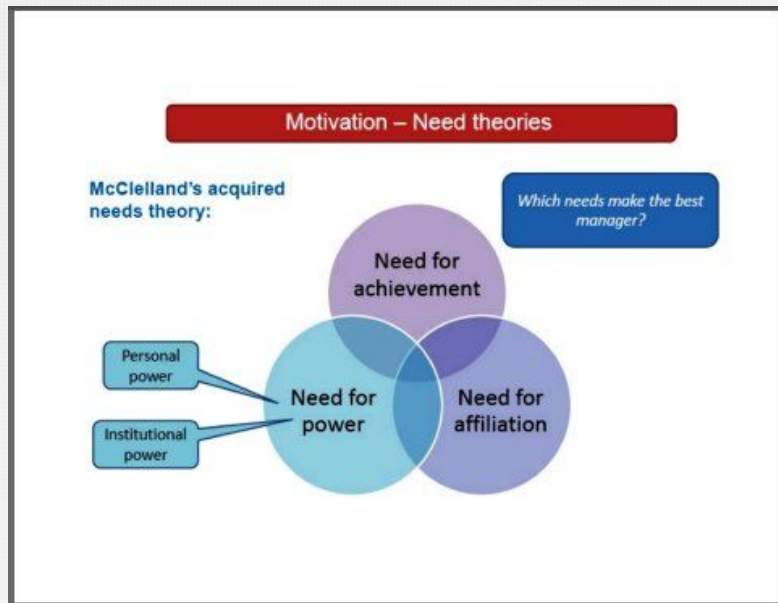 Motivation – Need theories
McClelland's acquired
needs theory:
Which needs make the best
manager?
Need for
achievement
Personal
power
Institutional
power
Need for
power
Need for
affiliation